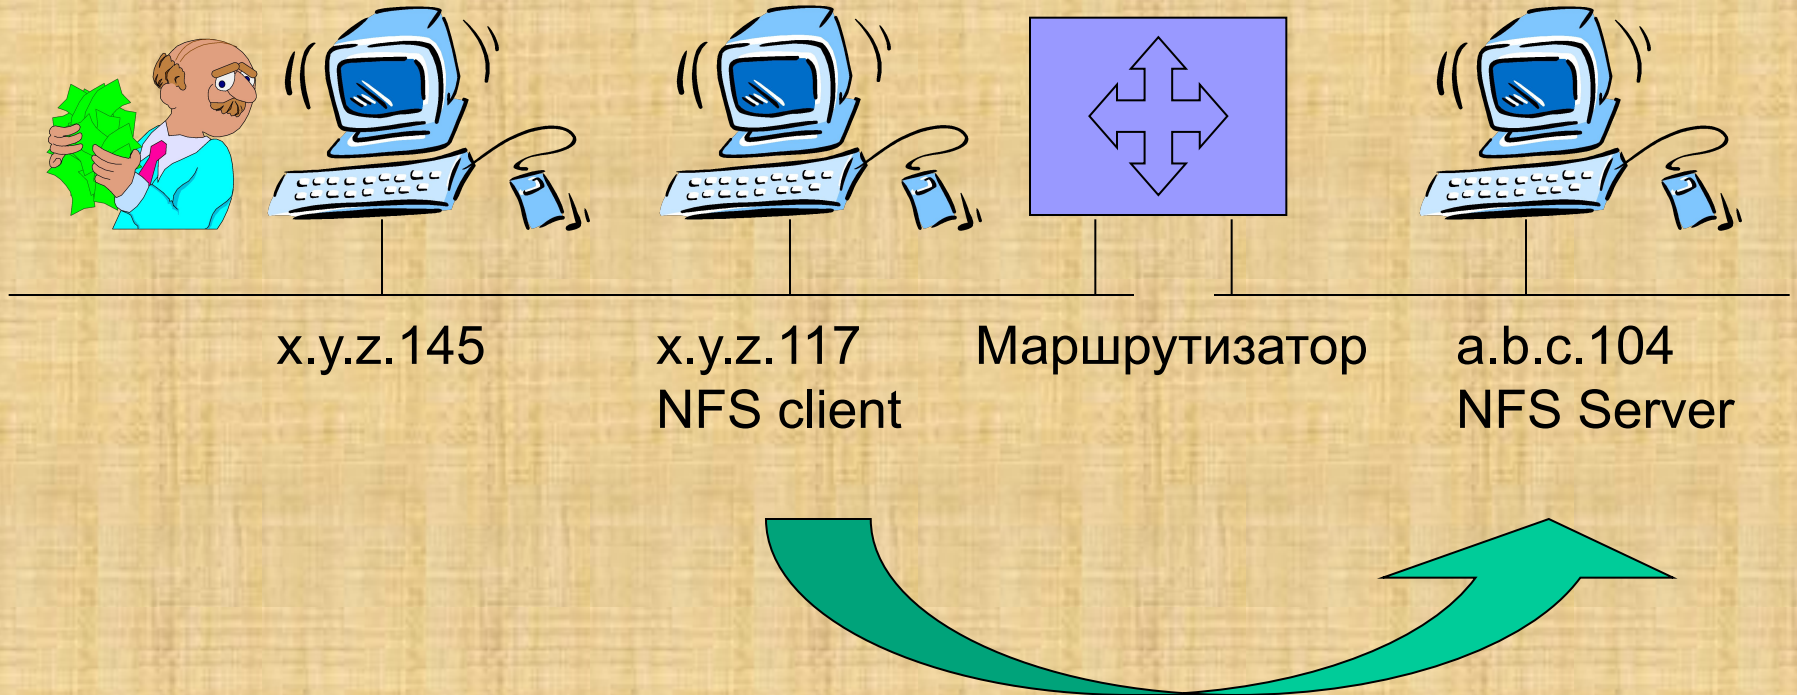 x.y.z.145
x.y.z.117
NFS client
Маршрутизатор
a.b.c.104
NFS Server